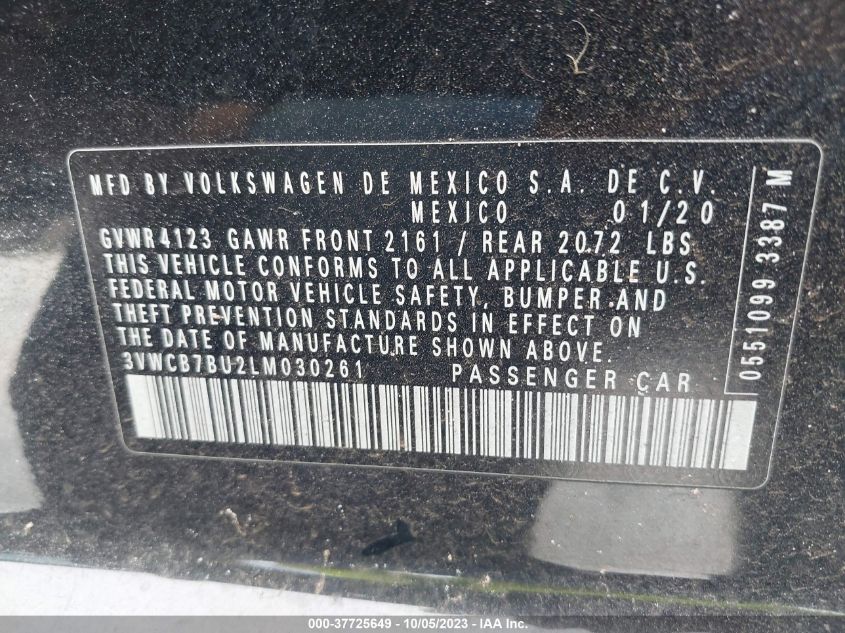 MFD BY VOLKSWAGEN DE MEXICO S.A. DE C.V.
MEXICO 01/20
GVWR4123 GAWR FRONT 2161 / REAR 2072 LBS
THIS VEHICLE CONFORMS TO ALL APPLICABLE U.S.
FEDERAL MOTOR VEHICLE SAFETY, BUMPER AND
THEFT PREVENTION STANDARDS IN EFFECT ON
THE DATE OF MANUFACTURE SHOWN ABOVE.
3VWCB7BU2LM030261 PASSENGER CAR
0551099 3387 M
000-37725649 - 10/05/2023 - IAA Inc.